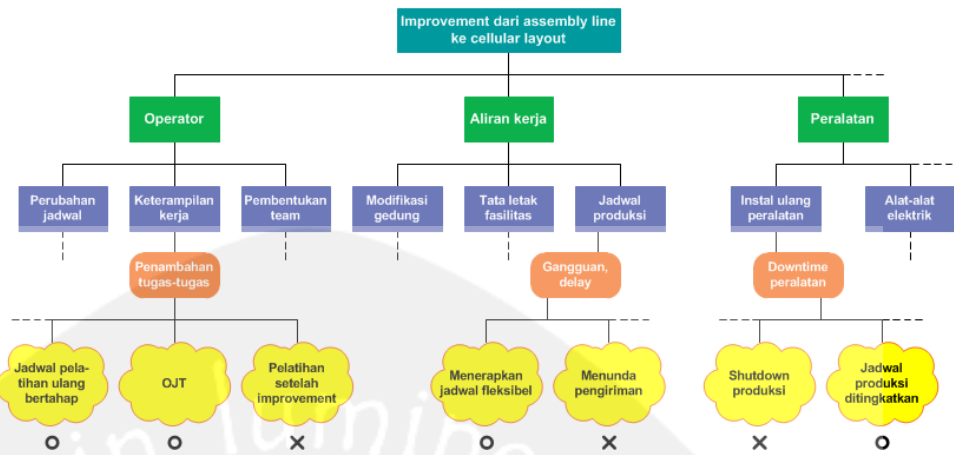 Improvement dari assembly line
ke cellular layout
Operator
Aliran kerja
Peralatan
Perubahan
jadwal
Keterampilan
kerja
Pembentukan
team
Modifikasi
gedung
Tata letak
fasilitas
Jadwal
produksi
Instal ulang
peralatan
Alat-alat
elektrik
Penambahan
tugas-tugas
Gangguan,
delay
Downtime
peralatan
Jadwal pela-
tihan ulang
bertahap
OJT
Pelatihan
setelah
improvement
Menerapkan
jadwal fleksibel
Menunda
pengiriman
Shutdown
produksi
Jadwal
produksi
ditingkatkan
O O X O X X O
in lumine